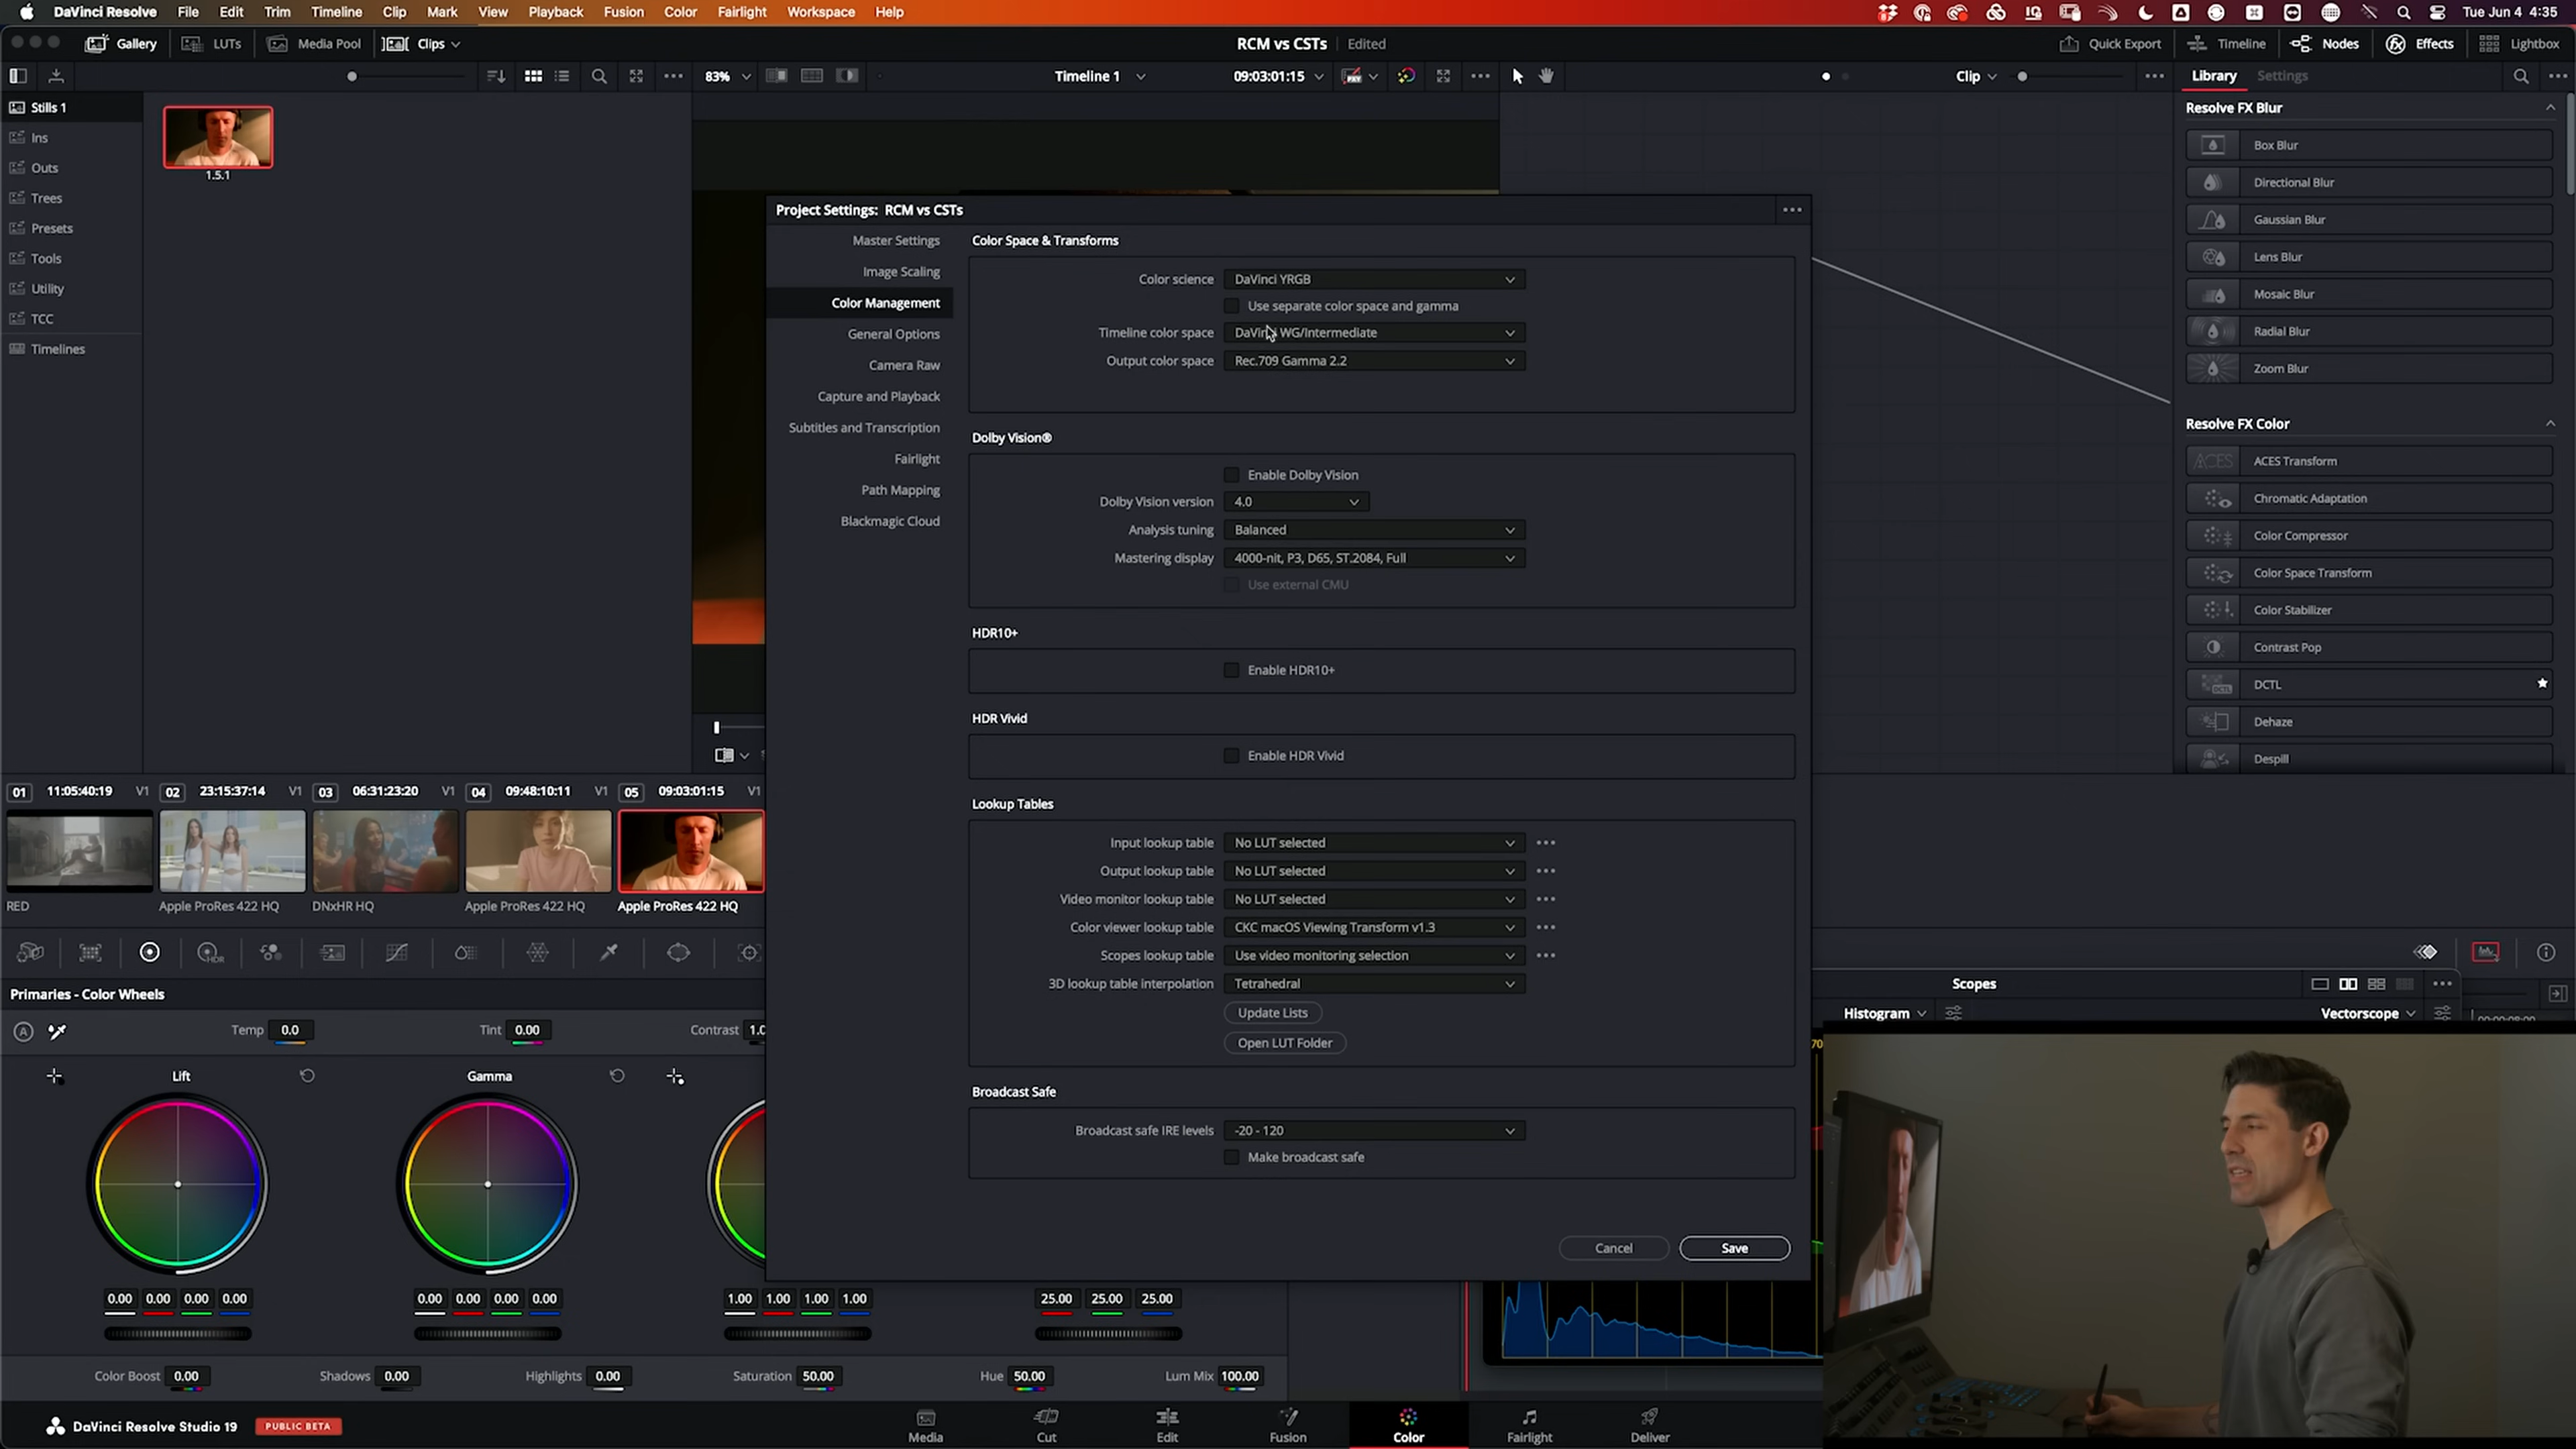 DaVinci Resolve File Edit Trim Timeline Clip Mark View Playback Fusion Color Fairlight Workspace Help
Tue Jun 4 4:35
Gallery LUTs Media Pool Clips
RCM vs CSTs Edited
Quick Export Timeline Nodes Effects Lightbox
83% Timeline 1 09:03:01:15 Clip Library Settings
Stills 1
Ins
Outs
Trees
Presets
Tools
Utility
TCC
Timelines
1.5.1
Project Settings: RCM vs CSTs
Master Settings
Image Scaling
Color Management
General Options
Camera Raw
Capture and Playback
Subtitles and Transcription
Fairlight
Path Mapping
Blackmagic Cloud
Color Space & Transforms
Color science DaVinci YRGB
Use separate color space and gamma
Timeline color space DaVinci WG/Intermediate
Output color space Rec.709 Gamma 2.2
Dolby Vision®
Enable Dolby Vision
Dolby Vision version 4.0
Analysis tuning Balanced
Mastering display 4000-nit, P3, D65, ST.2084, Full
Use external CMU
HDR10+
Enable HDR10+
HDR Vivid
Enable HDR Vivid
Lookup Tables
Input lookup table No LUT selected
Output lookup table No LUT selected
Video monitor lookup table No LUT selected
Color viewer lookup table CKC macOS Viewing Transform v1.3
Scopes lookup table Use video monitoring selection
3D lookup table interpolation Tetrahedral
Update Lists
Open LUT Folder
Broadcast Safe
Broadcast safe IRE levels -20 - 120
Make broadcast safe
Cancel Save
Resolve FX Blur
Box Blur
Directional Blur
Gaussian Blur
Lens Blur
Mosaic Blur
Radial Blur
Zoom Blur
Resolve FX Color
ACES ACES Transform
Chromatic Adaptation
Color Compressor
Color Space Transform
Color Stabilizer
Contrast Pop
DCTL DCTL
Dehaze
Despill
01 11:05:40:19 V1 02 23:15:37:14 V1 03 06:31:23:20 V1 04 09:48:10:11 V1 05 09:03:01:15 V1
RED Apple ProRes 422 HQ DNxHR HQ Apple ProRes 422 HQ Apple ProRes 422 HQ
HDR
Primaries - Color Wheels
A Temp 0.0 Tint 0.00 Contrast 1.0
Lift Gamma
0.00 0.00 0.00 0.00 0.00 0.00 0.00 0.00 1.00 1.00 1.00 1.00 25.00 25.00 25.00
Color Boost 0.00 Shadows 0.00 Highlights 0.00 Saturation 50.00 Hue 50.00 Lum Mix 100.00
Scopes
Histogram Vectorscope
70
DaVinci Resolve Studio 19 PUBLIC BETA
Media Cut Edit Fusion Color Fairlight Deliver